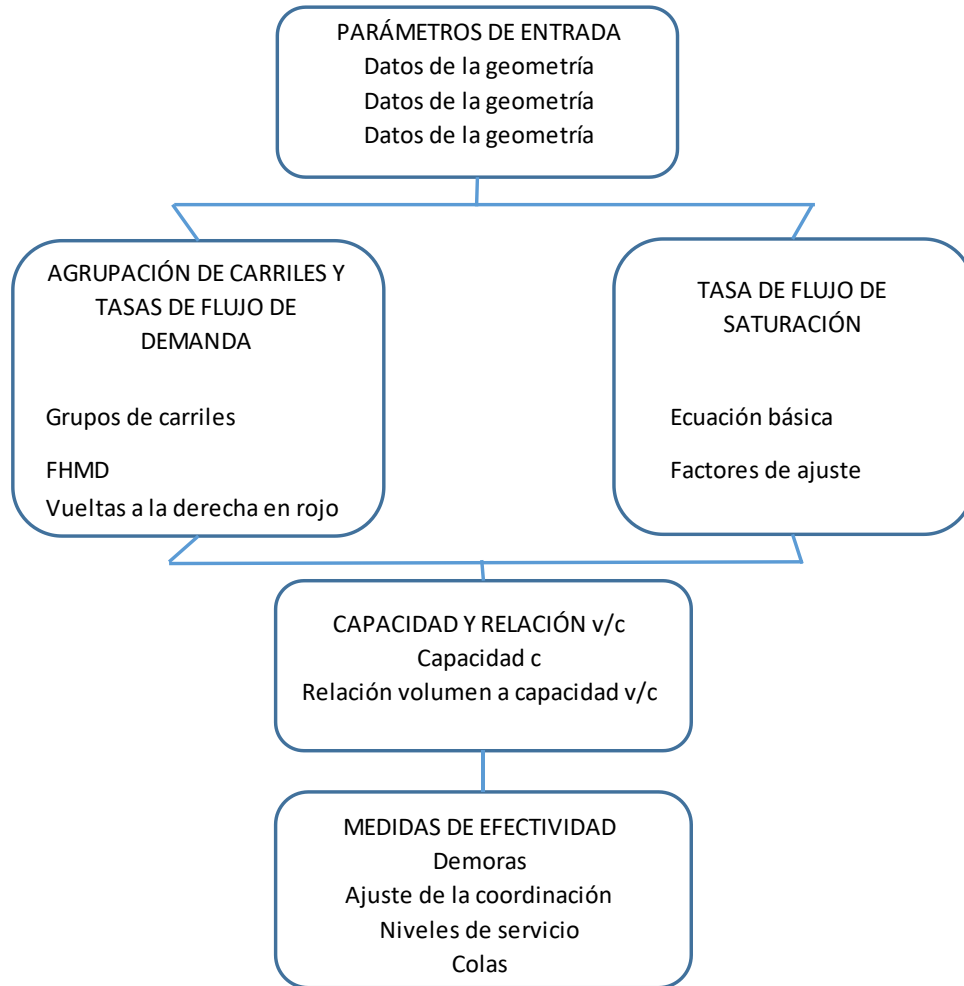 PARÁMETROS DE ENTRADA
Datos de la geometría
Datos de la geometría
Datos de la geometría
AGRUPACIÓN DE CARRILES Y
TASAS DE FLUJO DE
DEMANDA
Grupos de carriles
FHMD
Vueltas a la derecha en rojo
TASA DE FLUJO DE
SATURACIÓN
Ecuación básica
Factores de ajuste
CAPACIDAD Y RELACIÓN v/c
Capacidad c
Relación volumen a capacidad v/c
MEDIDAS DE EFECTIVIDAD
Demoras
Ajuste de la coordinación
Niveles de servicio
Colas